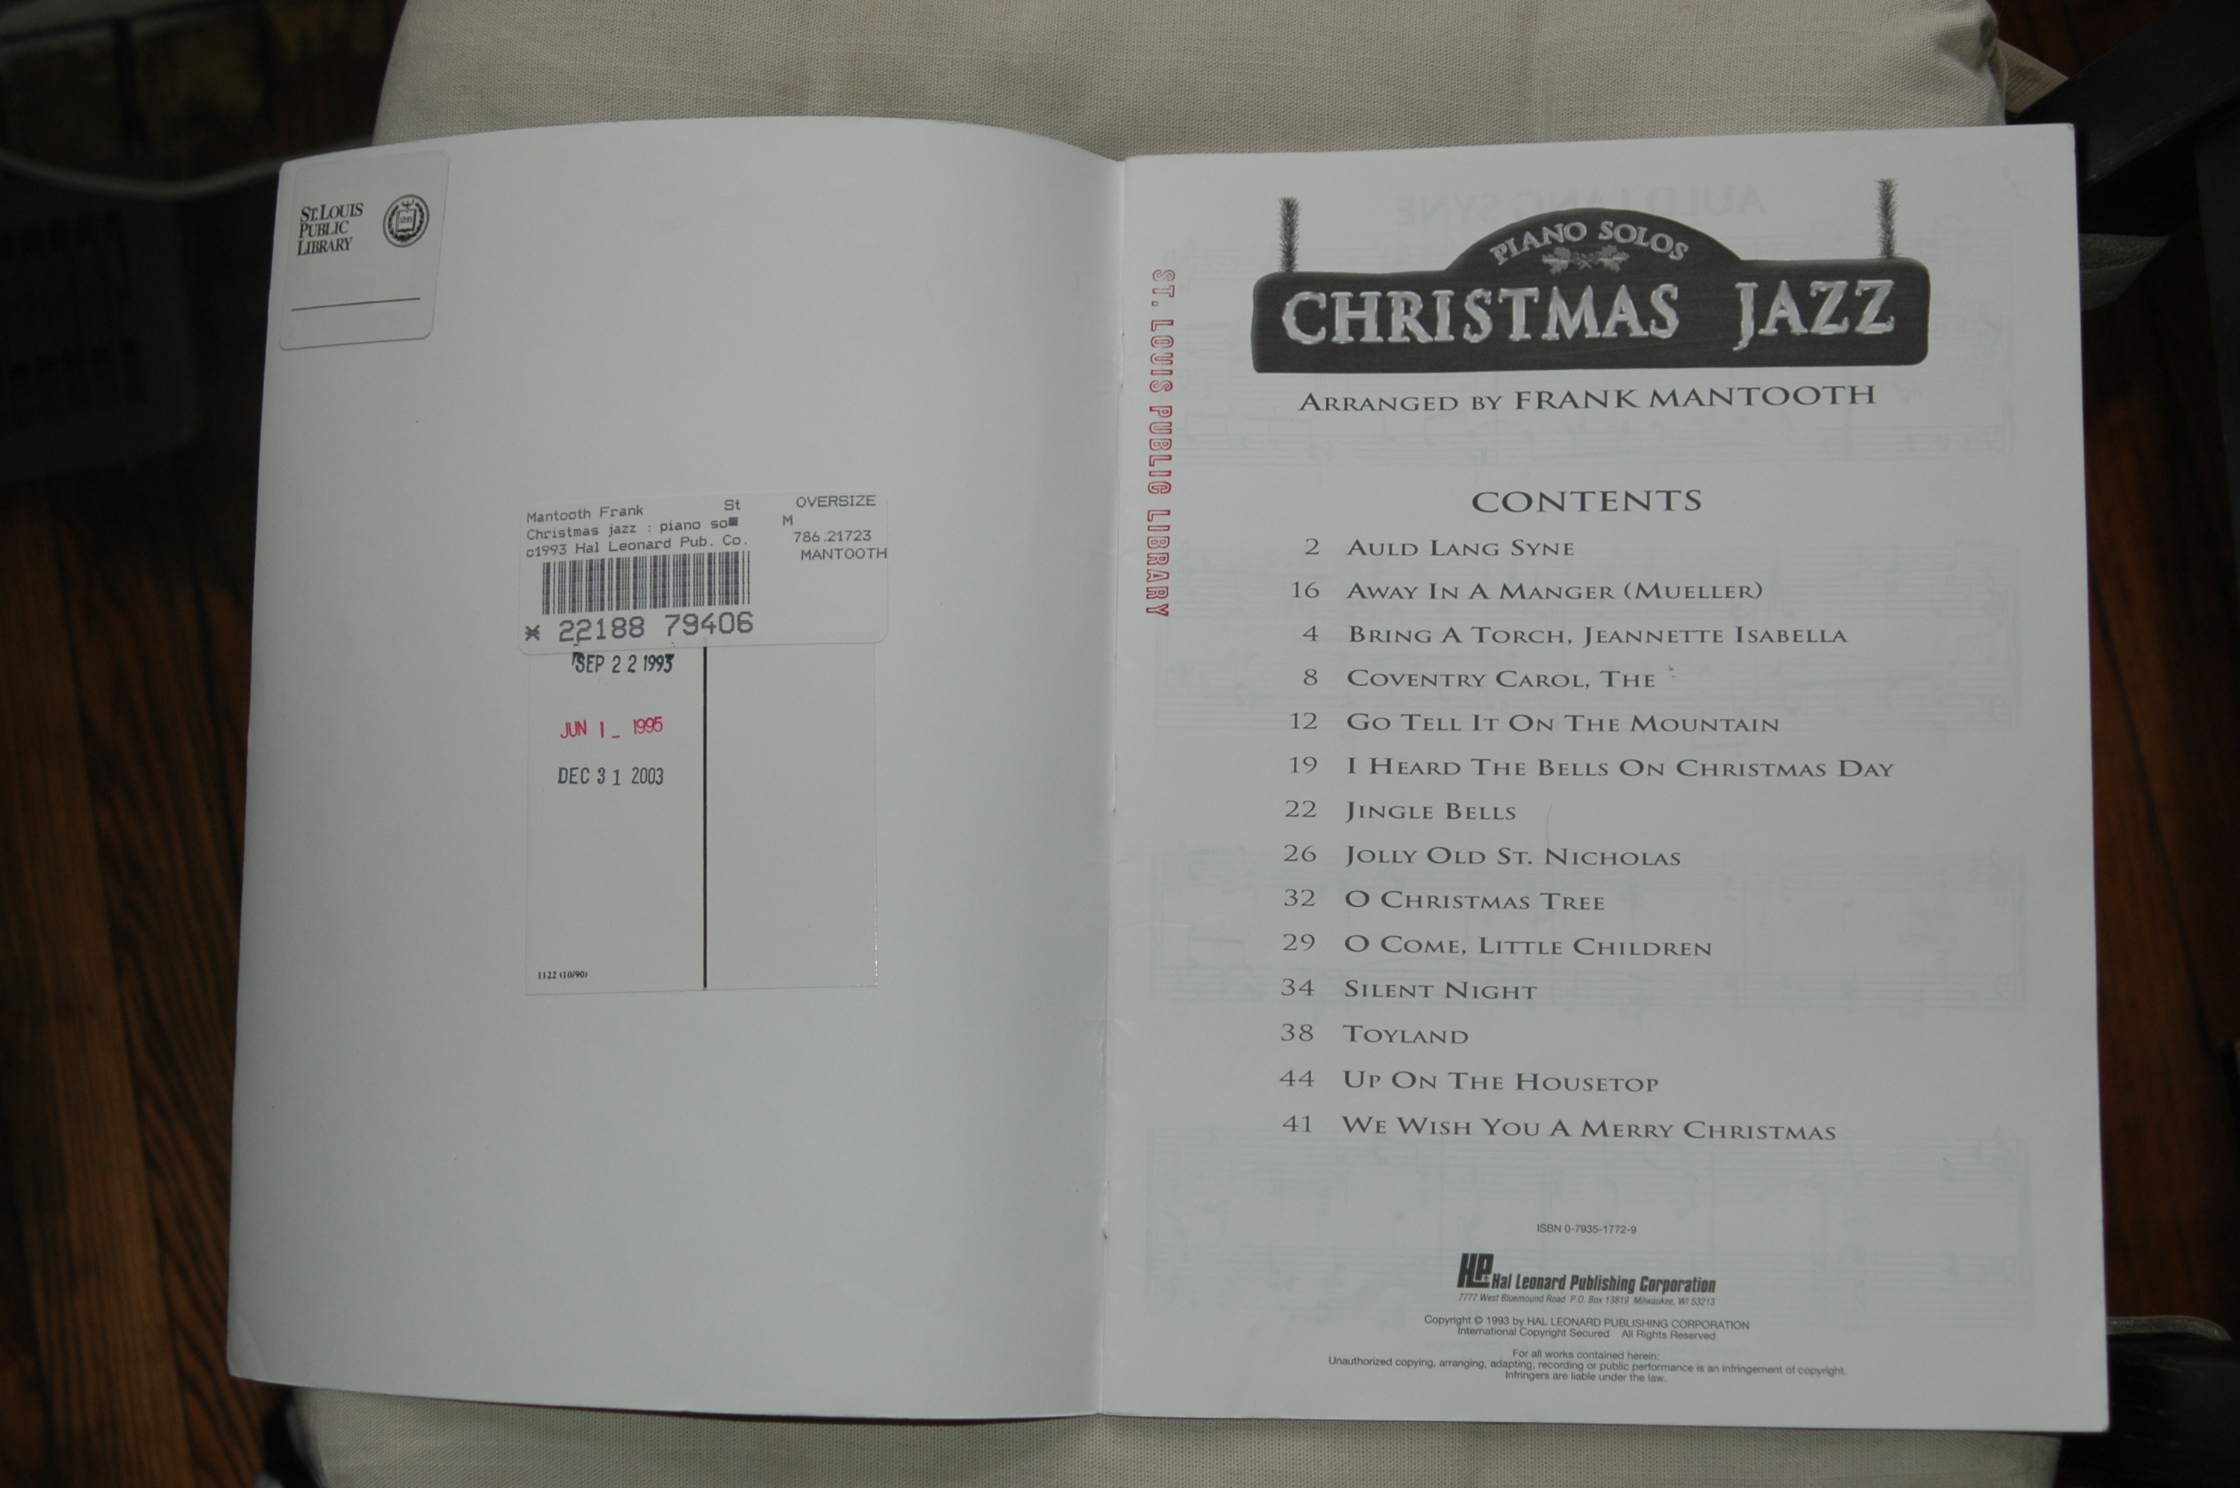 ST. LOUIS
PUBLIC
LIBRARY
Mantooth Frank St OVERSIZE
Christmas jazz : piano so M
c1993 Hal Leonard Pub. Co. 786.21723
MANTOOTH
* 22188 79406
SEP 22 1993
JUN 1_ 1995
DEC 31 2003
1122 (10/90)
ST. LOUIS PUBLIC LIBRARY
PIANO SOLOS
CHRISTMAS JAZZ
ARRANGED BY FRANK MANTOOTH
CONTENTS
2 AULD LANG SYNE
16 AWAY IN A MANGER (MUELLER)
4 BRING A TORCH, JEANNETTE ISABELLA
8 COVENTRY CAROL, THE
12 GO TELL IT ON THE MOUNTAIN
19 I HEARD THE BELLS ON CHRISTMAS DAY
22 JINGLE BELLS
26 JOLLY OLD ST. NICHOLAS
32 O CHRISTMAS TREE
29 O COME, LITTLE CHILDREN
34 SILENT NIGHT
38 TOYLAND
44 UP ON THE HOUSETOP
41 WE WISH YOU A MERRY CHRISTMAS
ISBN 0-7935-1772-9
Hal Leonard Publishing Corporation
7777 West Bluemound Road P.O. Box 13819 Milwaukee, WI 53213
Copyright © 1993 by HAL LEONARD PUBLISHING CORPORATION
International Copyright Secured All Rights Reserved
For all works contained herein:
Unauthorized copying, arranging, adapting, recording or public performance is an infringement of copyright.
Infringers are liable under the law.